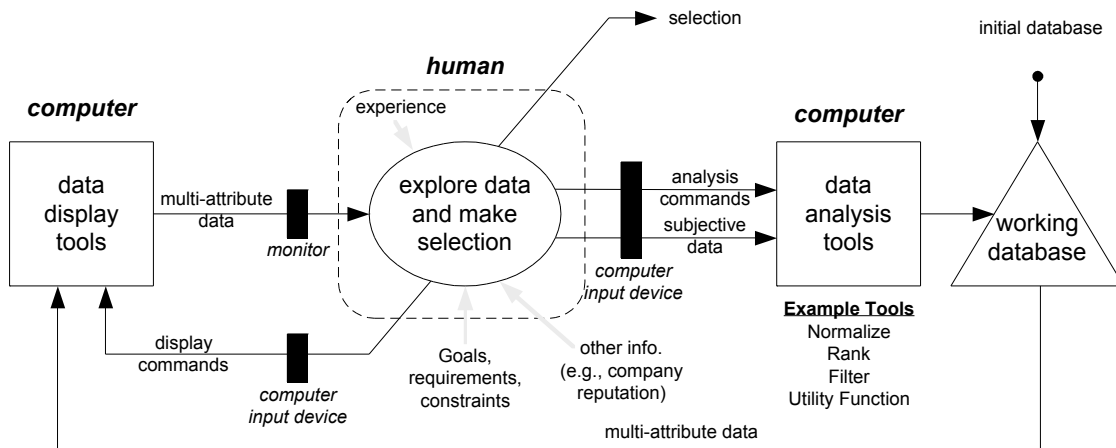 selection
initial database
human
computer
experience
computer
data
display
tools
multi-attribute
data
monitor
explore data
and make
selection
analysis
commands
subjective
data
computer
input device
data
analysis
tools
working
database
display
commands
computer
input device
Goals,
requirements,
constraints
other info.
(e.g., company
reputation)
Example Tools
Normalize
Rank
Filter
Utility Function
multi-attribute data